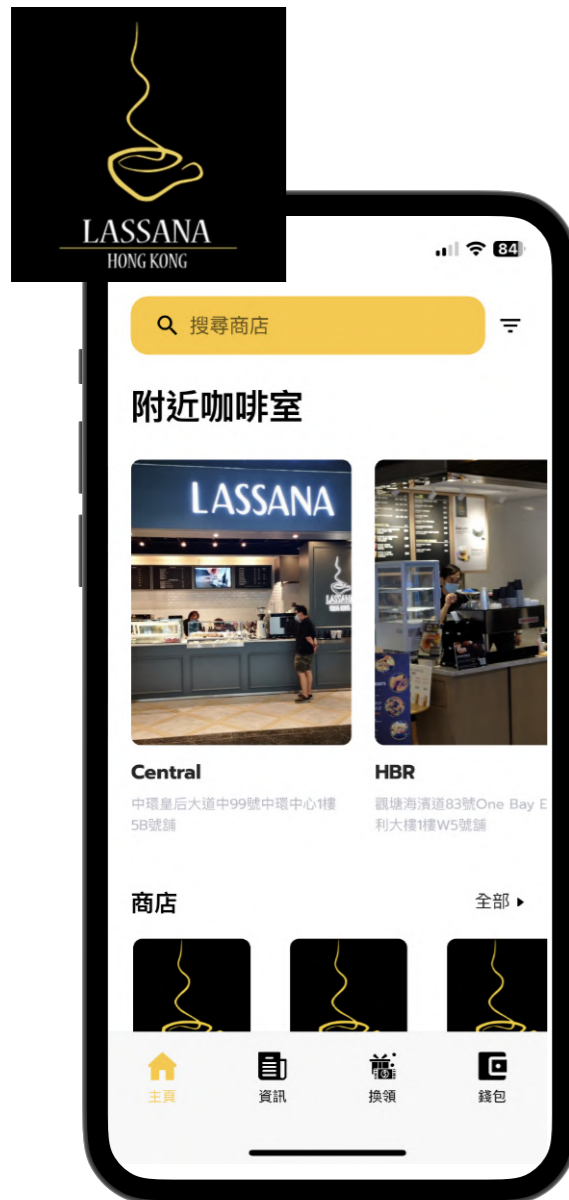 LASSANA
HONG KONG
84
搜尋商店
附近咖啡室
LASSANA
LASSANA
HONG KONG
Central
中環皇后大道中99號中環中心1樓
5B號舖
HBR
觀塘海濱道83號One Bay E
利大樓1樓W5號舖
商店
全部
主頁
資訊
換領
錢包